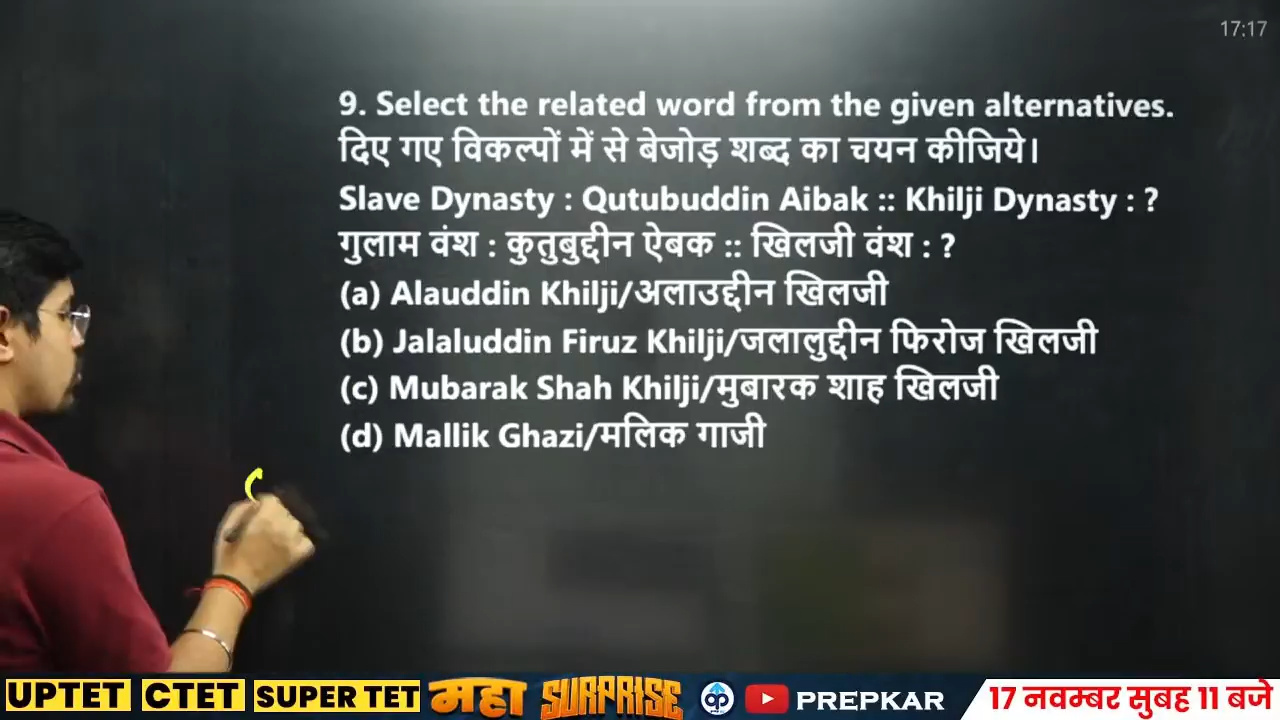 17:17
9. Select the related word from the given alternatives.
दिए गए विकल्पों में से बेजोड़ शब्द का चयन कीजिये।
Slave Dynasty : Qutubuddin Aibak :: Khilji Dynasty : ?
गुलाम वंश : कुतुबुद्दीन ऐबक :: खिलजी वंश : ?
(a) Alauddin Khilji/अलाउद्दीन खिलजी
(b) Jalaluddin Firuz Khilji/जलालुद्दीन फिरोज खिलजी
(c) Mubarak Shah Khilji/मुबारक शाह खिलजी
(d) Mallik Ghazi/मलिक गाजी
UPTET CTET SUPER TET महा SURPRISE PREPKAR 17 नवम्बर सुबह 11 बजे